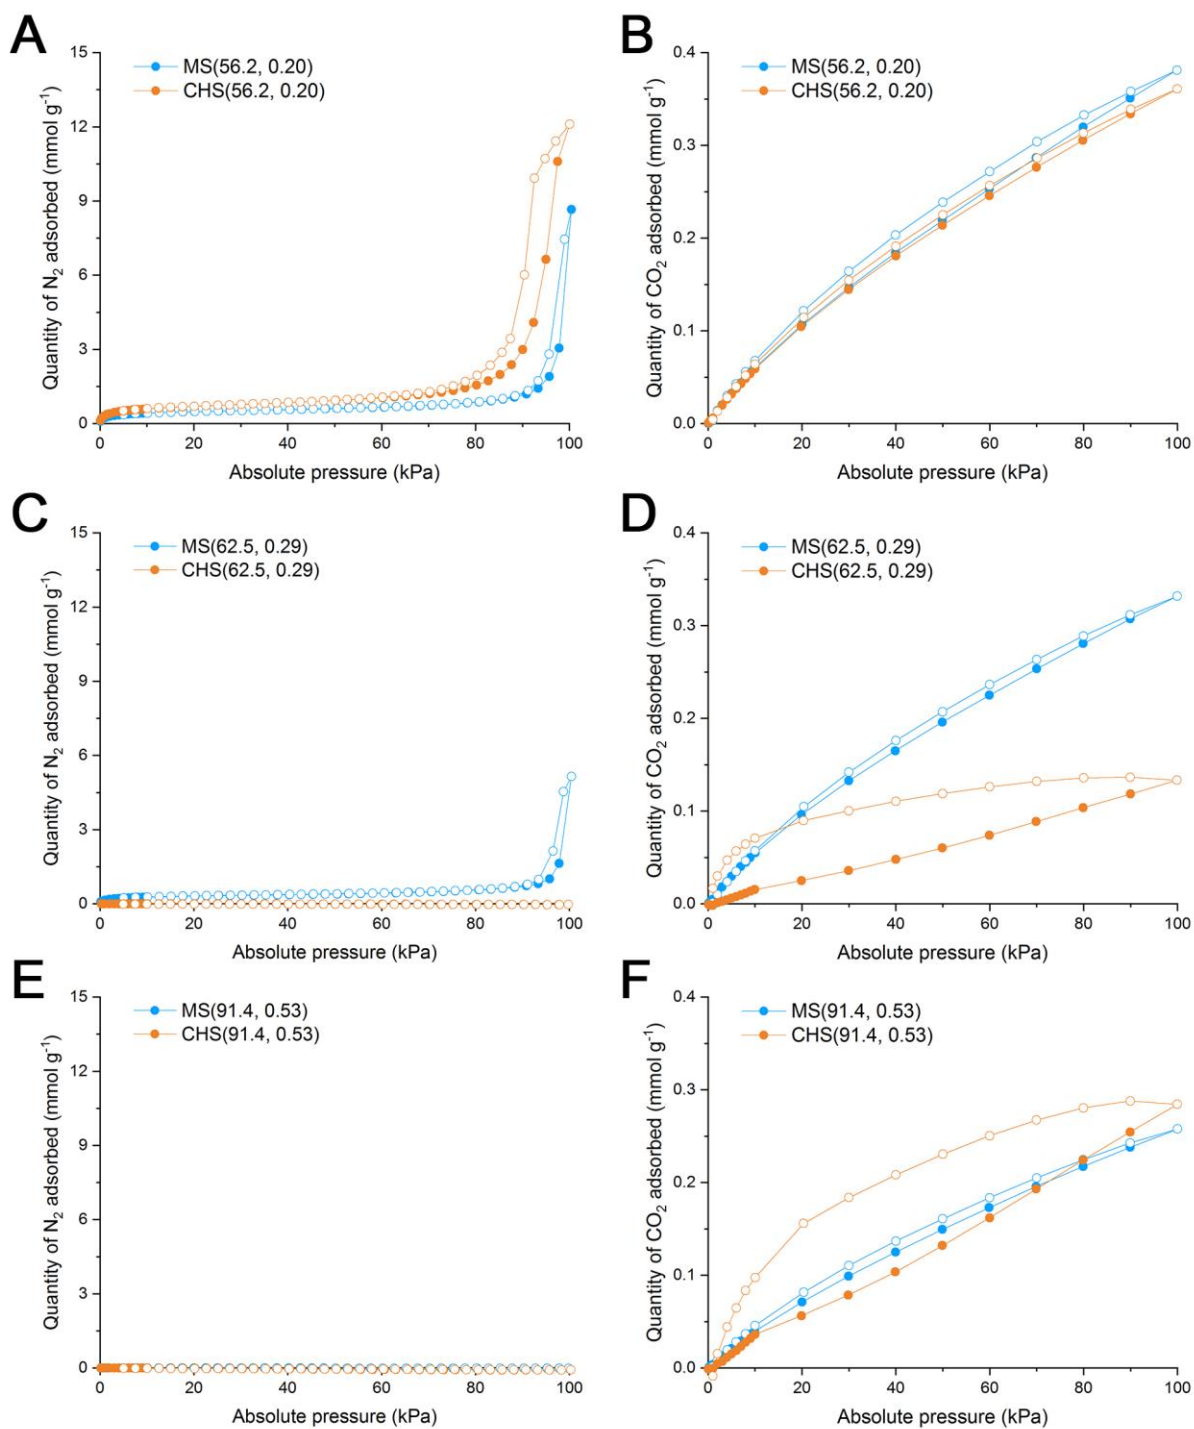 A
MS(56.2, 0.20)
CHS(56.2, 0.20)
Quantity of N2 adsorbed (mmol g-1)
15
12
9
6
3
0
0 20 40 60 80 100
Absolute pressure (kPa)
B
MS(56.2, 0.20)
CHS(56.2, 0.20)
Quantity of CO2 adsorbed (mmol g-1)
0.4
0.3
0.2
0.1
0.0
0 20 40 60 80 100
Absolute pressure (kPa)
C
MS(62.5, 0.29)
CHS(62.5, 0.29)
Quantity of N2 adsorbed (mmol g-1)
15
12
9
6
3
0
0 20 40 60 80 100
Absolute pressure (kPa)
D
MS(62.5, 0.29)
CHS(62.5, 0.29)
Quantity of CO2 adsorbed (mmol g-1)
0.4
0.3
0.2
0.1
0.0
0 20 40 60 80 100
Absolute pressure (kPa)
E
MS(91.4, 0.53)
CHS(91.4, 0.53)
Quantity of N2 adsorbed (mmol g-1)
15
12
9
6
3
0
0 20 40 60 80 100
Absolute pressure (kPa)
F
MS(91.4, 0.53)
CHS(91.4, 0.53)
Quantity of CO2 adsorbed (mmol g-1)
0.4
0.3
0.2
0.1
0.0
0 20 40 60 80 100
Absolute pressure (kPa)